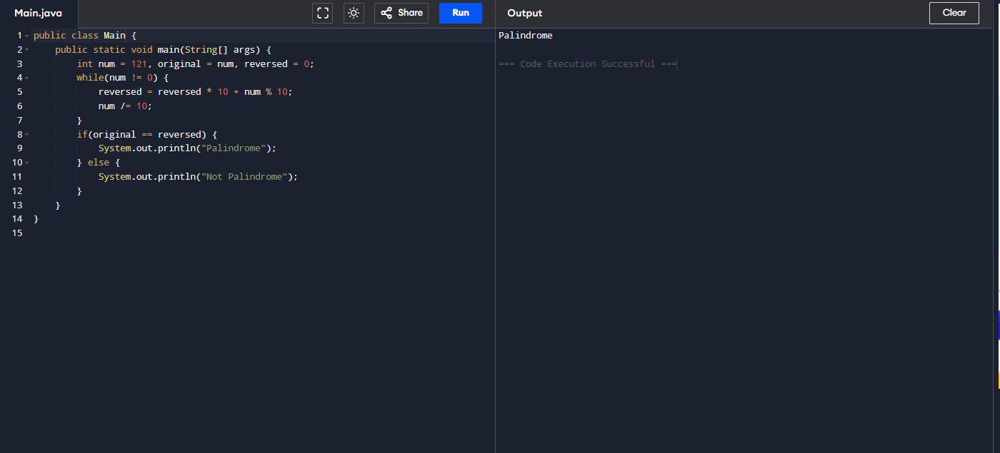 Main.java
Share
Run
Output
Clear
1 public class Main {
2     public static void main(String[] args) {
3         int num = 121, original = num, reversed = 0;
4         while(num != 0) {
5             reversed = reversed * 10 + num % 10;
6             num /= 10;
7         }
8         if(original == reversed) {
9             System.out.println("Palindrome");
10         } else {
11             System.out.println("Not Palindrome");
12         }
13     }
14 }
15
Palindrome
=== Code Execution Successful ===